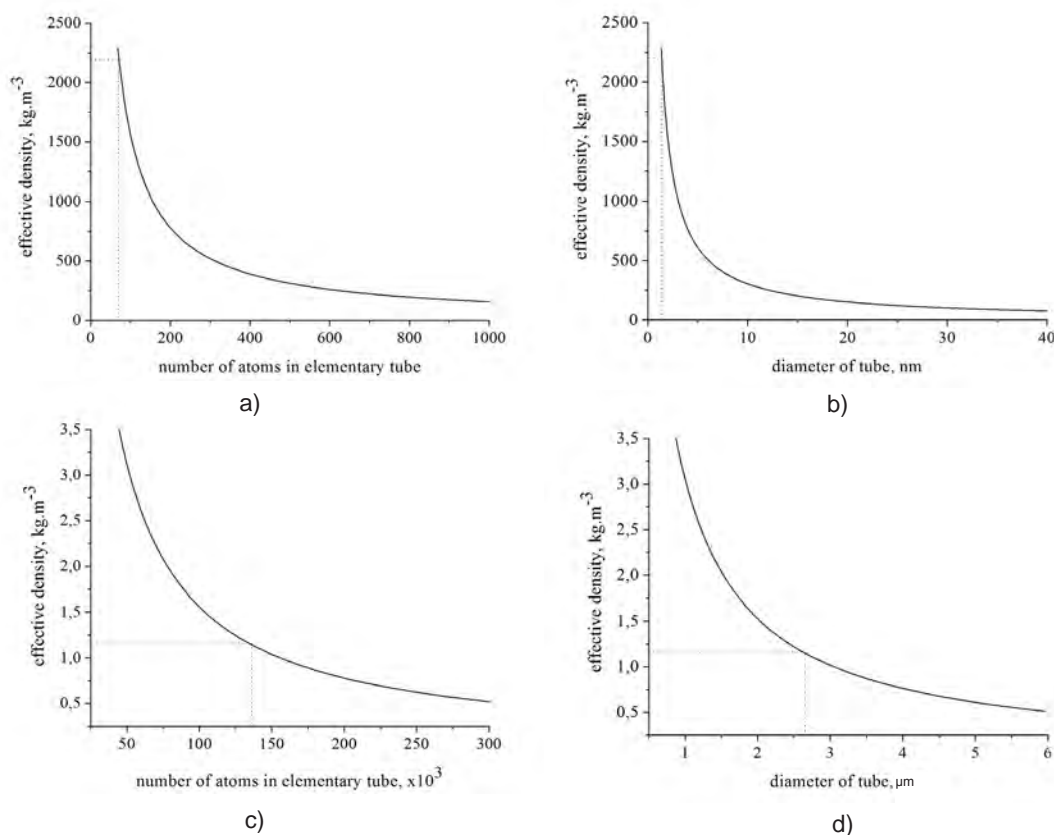 2500
2000
1500
1000
500
0
effective density, kg.m-3
0 200 400 600 800 1000
number of atoms in elementary tube
a)
2500
2000
1500
1000
500
0
effective density, kg.m-3
0 10 20 30 40
diameter of tube, nm
b)
3,5
3,0
2,5
2,0
1,5
1,0
0,5
effective density, kg.m-3
50 100 150 200 250 300
number of atoms in elementary tube, x10³
c)
3,5
3,0
2,5
2,0
1,5
1,0
0,5
effective density, kg.m-3
1 2 3 4 5 6
diameter of tube, µm
d)